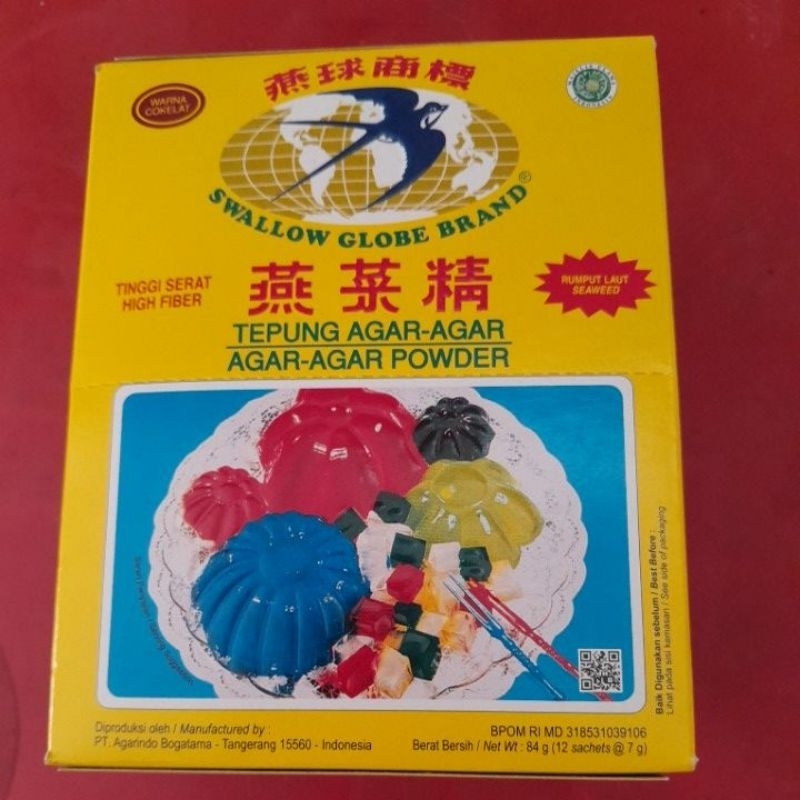 燕球商標
WARNA
COKELAT
SWALLOW GLOBE BRAND®
TINGGI SERAT
HIGH FIBER
燕菜精
RUMPUT LAUT
SEAWEED
TEPUNG AGAR-AGAR
AGAR-AGAR POWDER
Baik Digunakan sebelum / Best Before :
Lihat pada sisi kemasan / See side of packaging
Diproduksi oleh / Manufactured by :
PT. Agarindo Bogatama - Tangerang 15560 - Indonesia
BPOM RI MD 318531039106
Berat Bersih / Net Wt : 84 g (12 sachets @ 7 g)